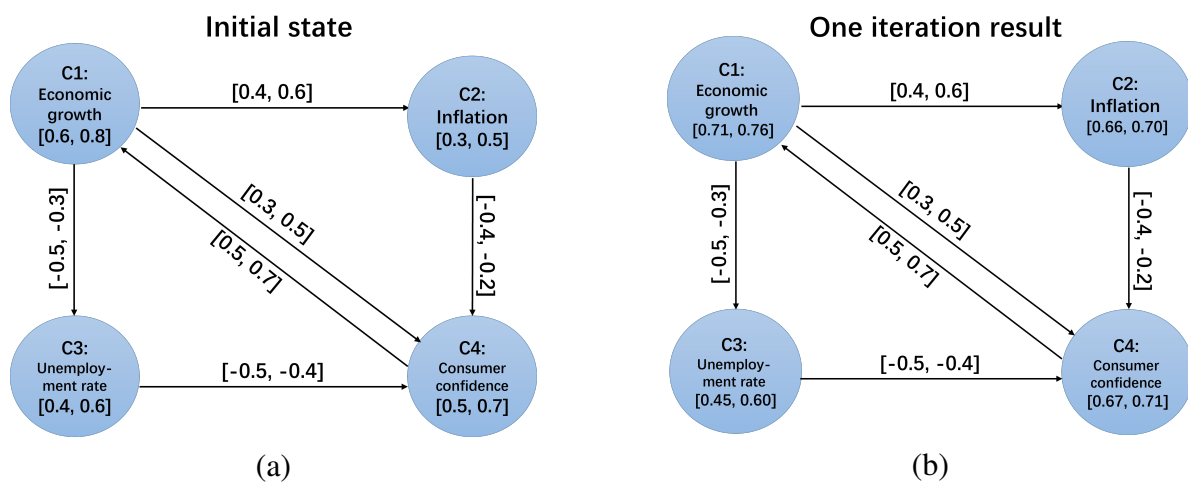 Initial state
C1:
Economic
growth
[0.6, 0.8]
[0.4, 0.6]
C2:
Inflation
[0.3, 0.5]
[-0.5, -0.3]
[0.3, 0.5]
[0.5, 0.7]
[-0.4, -0.2]
C3:
Unemploy-
ment rate
[0.4, 0.6]
[-0.5, -0.4]
C4:
Consumer
confidence
[0.5, 0.7]
(a)
One iteration result
C1:
Economic
growth
[0.71, 0.76]
[0.4, 0.6]
C2:
Inflation
[0.66, 0.70]
[-0.5, -0.3]
[0.3, 0.5]
[0.5, 0.7]
[-0.4, -0.2]
C3:
Unemploy-
ment rate
[0.45, 0.60]
[-0.5, -0.4]
C4:
Consumer
confidence
[0.67, 0.71]
(b)